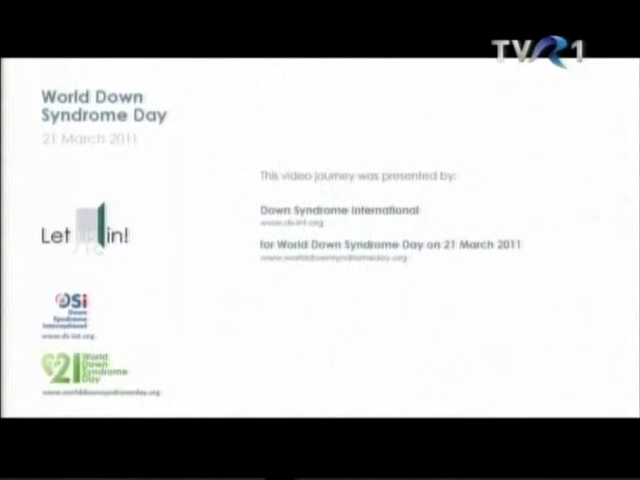 TVR1
World Down
Syndrome Day
21 March 2011
This video journey was presented by:
Down Syndrome International
www.ds-int.org
for World Down Syndrome Day on 21 March 2011
www.worlddownsyndromeday.org
Let us in!
DSi
Down
Syndrome
International
www.ds-int.org
21 World
Down
Syndrome
Day
www.worlddownsyndromeday.org